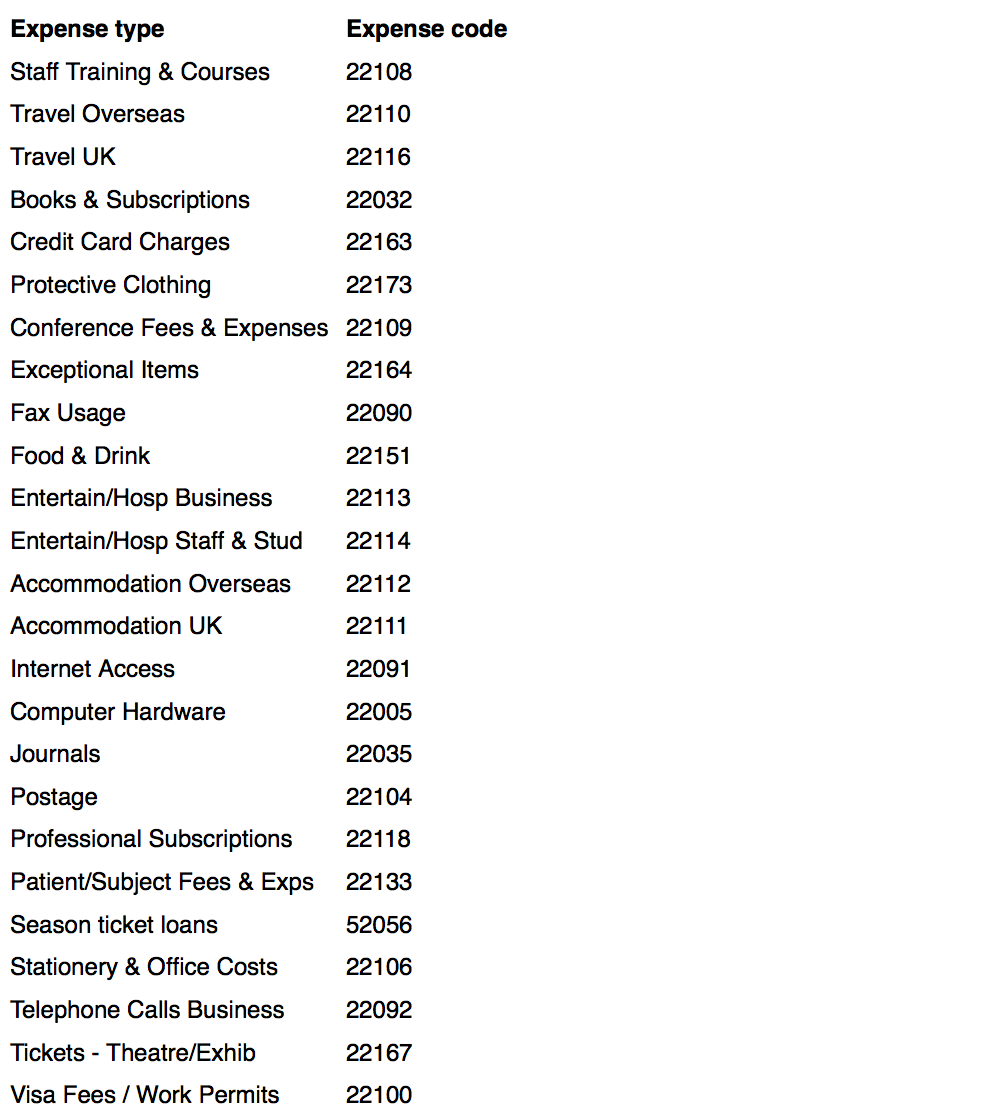 Expense type Expense code
Staff Training & Courses 22108
Travel Overseas 22110
Travel UK 22116
Books & Subscriptions 22032
Credit Card Charges 22163
Protective Clothing 22173
Conference Fees & Expenses 22109
Exceptional Items 22164
Fax Usage 22090
Food & Drink 22151
Entertain/Hosp Business 22113
Entertain/Hosp Staff & Stud 22114
Accommodation Overseas 22112
Accommodation UK 22111
Internet Access 22091
Computer Hardware 22005
Journals 22035
Postage 22104
Professional Subscriptions 22118
Patient/Subject Fees & Exps 22133
Season ticket loans 52056
Stationery & Office Costs 22106
Telephone Calls Business 22092
Tickets - Theatre/Exhib 22167
Visa Fees / Work Permits 22100